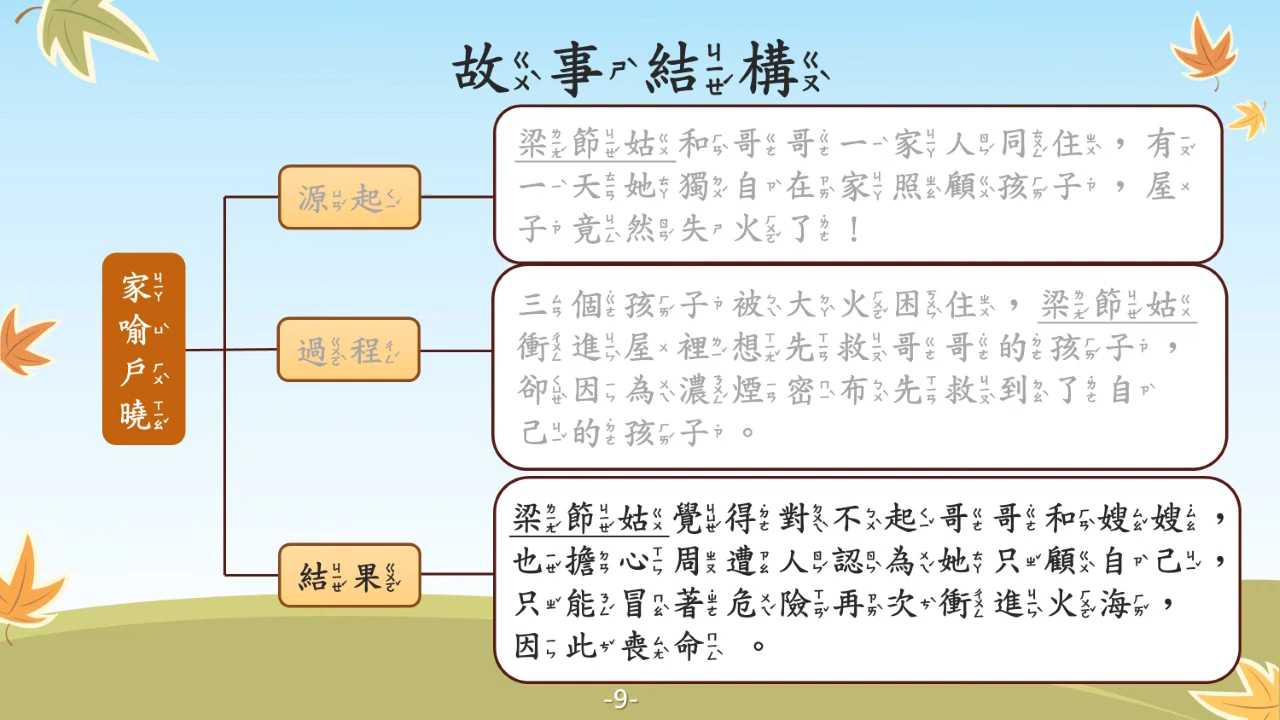 故事結構
家喻戶曉
源起
梁節姑和哥哥一家人同住，有
一天她獨自在家照顧孩子，屋
子竟然失火了！
過程
三個孩子被大火困住，梁節姑
衝進屋裡想先救哥哥的孩子，
卻因為濃煙密布先救到了自
己的孩子。
結果
梁節姑覺得對不起哥哥和嫂嫂，
也擔心周遭人認為她只顧自己，
只能冒著危險再次衝進火海，
因此喪命 。
-9-